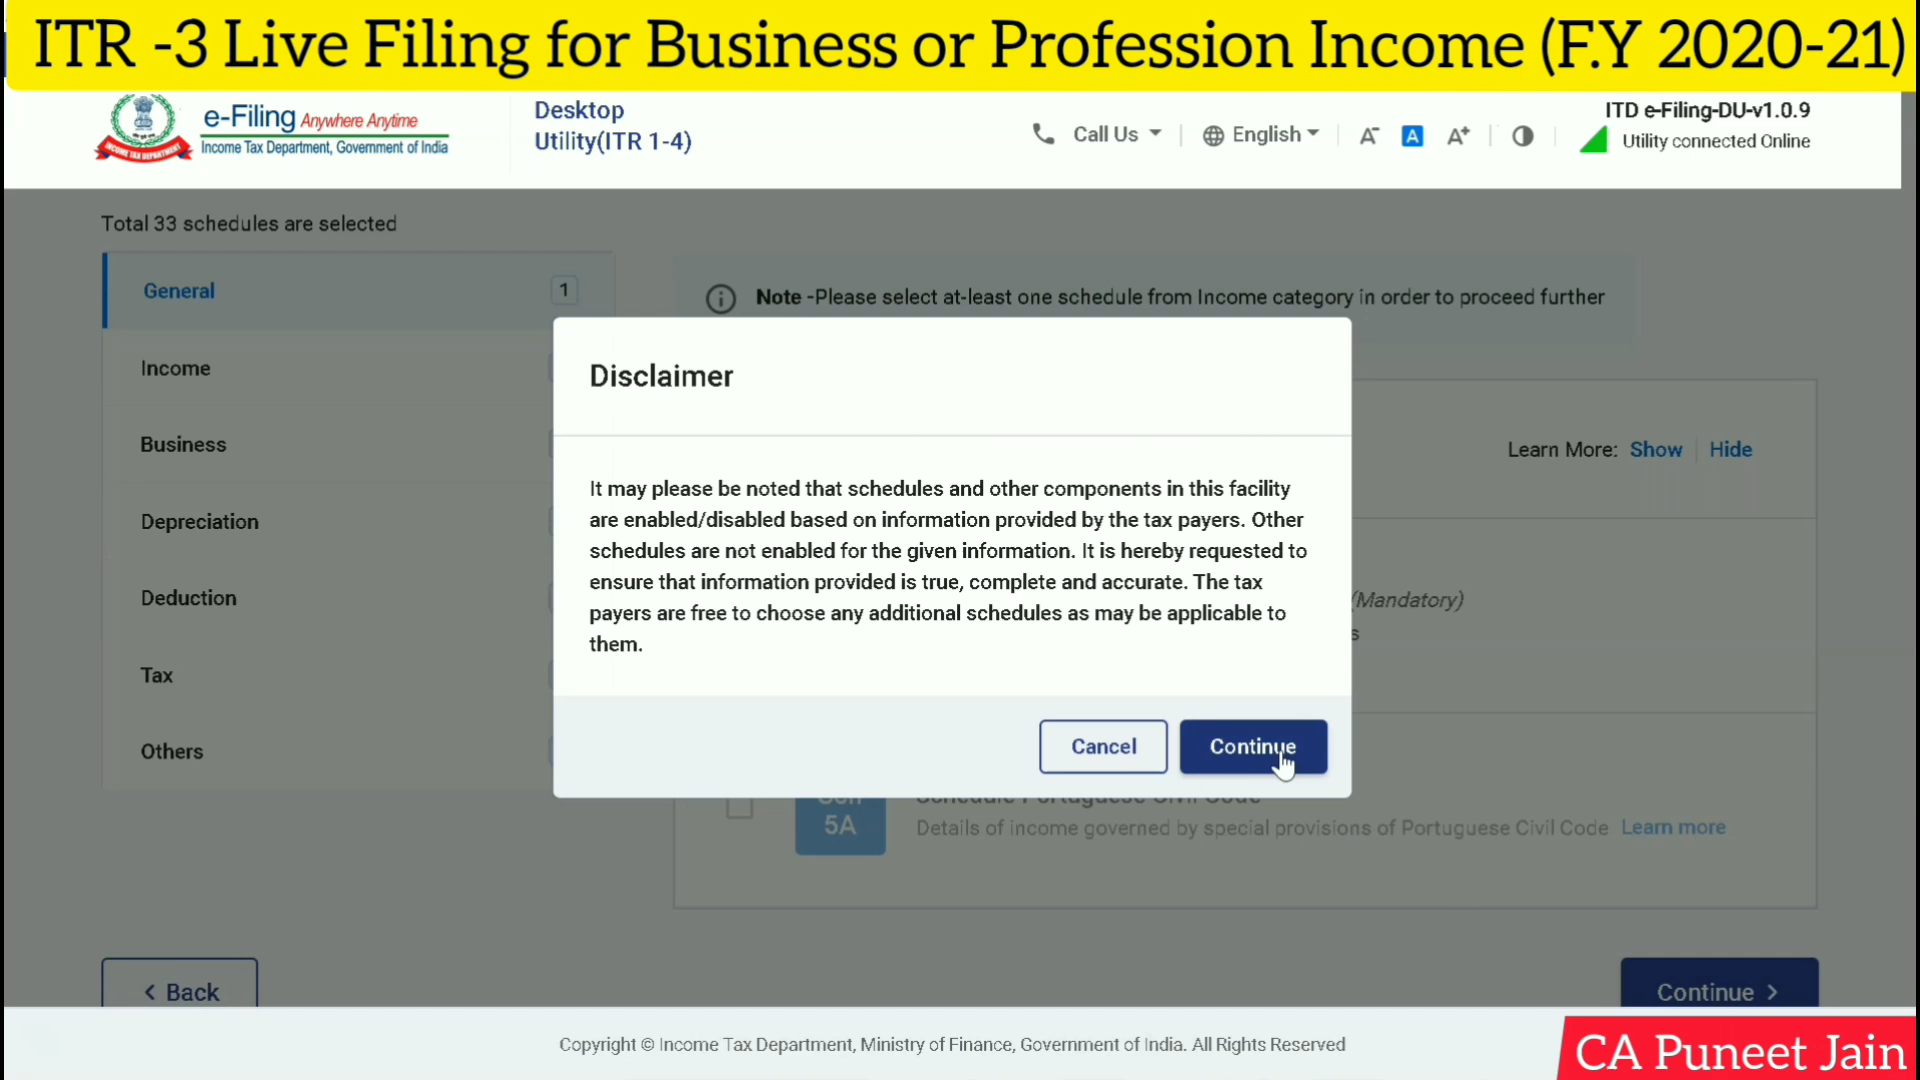 ITR -3 Live Filing for Business or Profession Income (F.Y 2020-21)
e-Filing Anywhere Anytime
Income Tax Department, Government of India
INCOME TAX DEPARTMENT
Desktop
Utility(ITR 1-4)
Call Us
English
A-
A
A+
ITD e-Filing-DU-v1.0.9
Utility connected Online
Total 33 schedules are selected
General 1
Income
Business
Depreciation
Deduction
Tax
Others
Note -Please select at-least one schedule from Income category in order to proceed further
Learn More: Show Hide
Disclaimer
It may please be noted that schedules and other components in this facility
are enabled/disabled based on information provided by the tax payers. Other
schedules are not enabled for the given information. It is hereby requested to
ensure that information provided is true, complete and accurate. The tax
payers are free to choose any additional schedules as may be applicable to
them.
Cancel
Continue
(Mandatory)
Sch
5A
Schedule Portuguese Civil Code
Details of income governed by special provisions of Portuguese Civil Code Learn more
< Back
Continue >
Copyright © Income Tax Department, Ministry of Finance, Government of India. All Rights Reserved
CA Puneet Jain